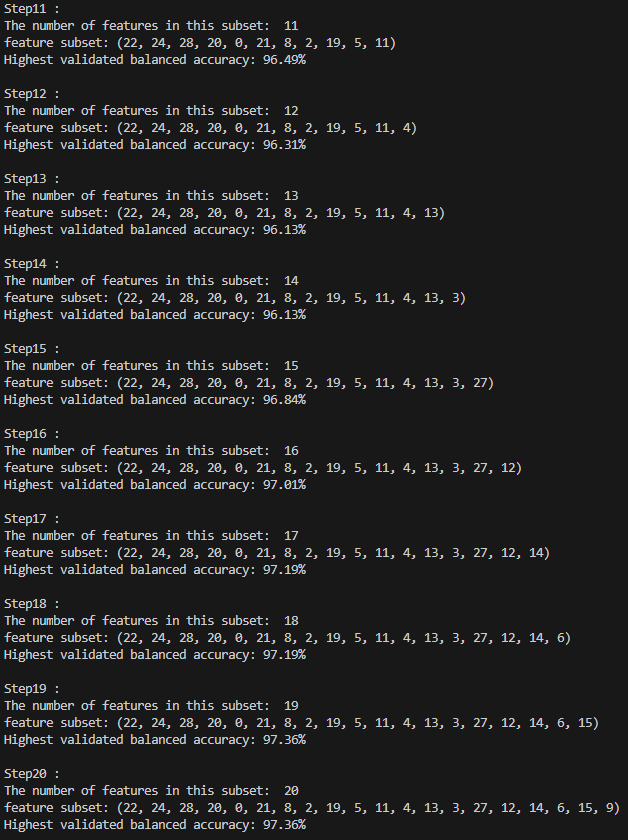 Step11 :
The number of features in this subset:  11
feature subset: (22, 24, 28, 20, 0, 21, 8, 2, 19, 5, 11)
Highest validated balanced accuracy: 96.49%

Step12 :
The number of features in this subset:  12
feature subset: (22, 24, 28, 20, 0, 21, 8, 2, 19, 5, 11, 4)
Highest validated balanced accuracy: 96.31%

Step13 :
The number of features in this subset:  13
feature subset: (22, 24, 28, 20, 0, 21, 8, 2, 19, 5, 11, 4, 13)
Highest validated balanced accuracy: 96.13%

Step14 :
The number of features in this subset:  14
feature subset: (22, 24, 28, 20, 0, 21, 8, 2, 19, 5, 11, 4, 13, 3)
Highest validated balanced accuracy: 96.13%

Step15 :
The number of features in this subset:  15
feature subset: (22, 24, 28, 20, 0, 21, 8, 2, 19, 5, 11, 4, 13, 3, 27)
Highest validated balanced accuracy: 96.84%

Step16 :
The number of features in this subset:  16
feature subset: (22, 24, 28, 20, 0, 21, 8, 2, 19, 5, 11, 4, 13, 3, 27, 12)
Highest validated balanced accuracy: 97.01%

Step17 :
The number of features in this subset:  17
feature subset: (22, 24, 28, 20, 0, 21, 8, 2, 19, 5, 11, 4, 13, 3, 27, 12, 14)
Highest validated balanced accuracy: 97.19%

Step18 :
The number of features in this subset:  18
feature subset: (22, 24, 28, 20, 0, 21, 8, 2, 19, 5, 11, 4, 13, 3, 27, 12, 14, 6)
Highest validated balanced accuracy: 97.19%

Step19 :
The number of features in this subset:  19
feature subset: (22, 24, 28, 20, 0, 21, 8, 2, 19, 5, 11, 4, 13, 3, 27, 12, 14, 6, 15)
Highest validated balanced accuracy: 97.36%

Step20 :
The number of features in this subset:  20
feature subset: (22, 24, 28, 20, 0, 21, 8, 2, 19, 5, 11, 4, 13, 3, 27, 12, 14, 6, 15, 9)
Highest validated balanced accuracy: 97.36%